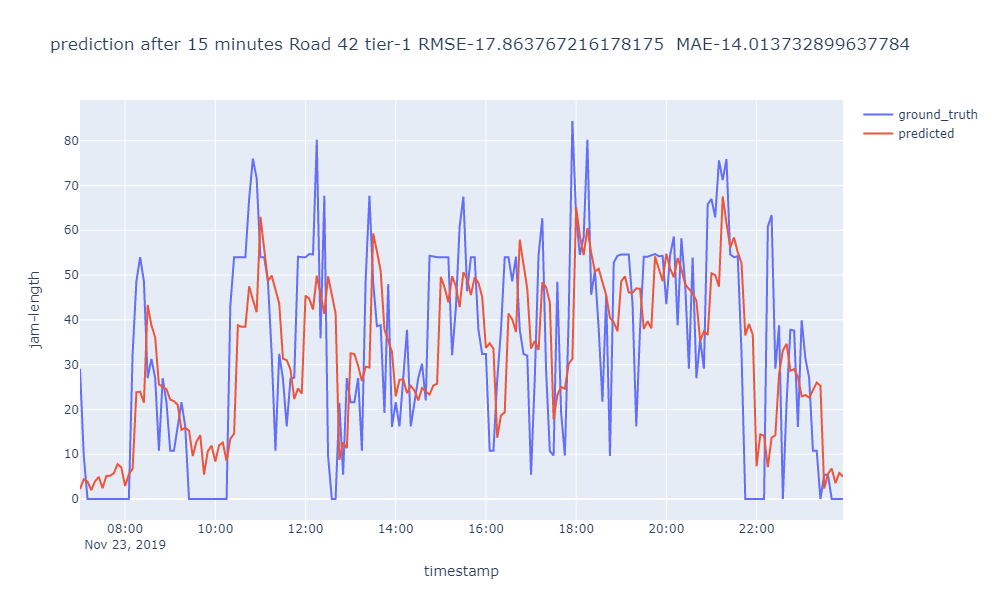 prediction after 15 minutes Road 42 tier-1 RMSE-17.863767216178175  MAE-14.013732899637784
ground_truth
predicted
80
70
60
50
40
30
20
10
0
jam-length
08:00 10:00 12:00 14:00 16:00 18:00 20:00 22:00
Nov 23, 2019
timestamp